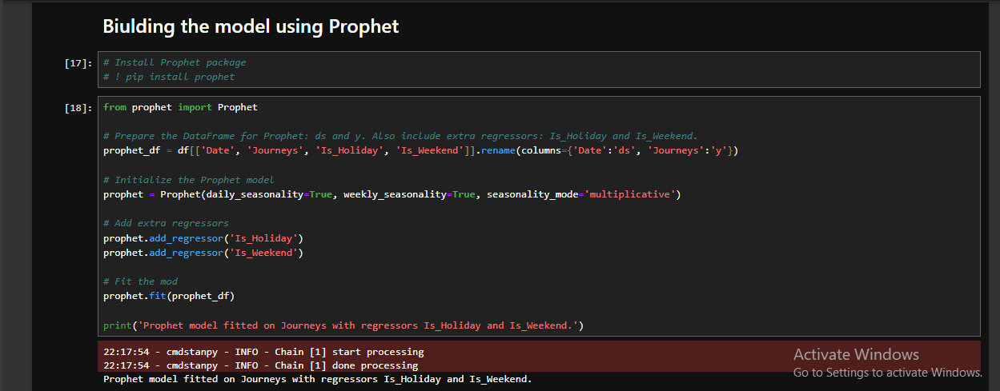 Biulding the model using Prophet
[17]:
# Install Prophet package
# ! pip install prophet
[18]:
from prophet import Prophet
# Prepare the DataFrame for Prophet: ds and y. Also include extra regressors: Is_Holiday and Is_Weekend.
prophet_df = df[['Date', 'Journeys', 'Is_Holiday', 'Is_Weekend']].rename(columns={'Date':'ds', 'Journeys':'y'})
# Initialize the Prophet model
prophet = Prophet(daily_seasonality=True, weekly_seasonality=True, seasonality_mode='multiplicative')
# Add extra regressors
prophet.add_regressor('Is_Holiday')
prophet.add_regressor('Is_Weekend')
# Fit the mod
prophet.fit(prophet_df)
print('Prophet model fitted on Journeys with regressors Is_Holiday and Is_Weekend.')
22:17:54 - cmdstanpy - INFO - Chain [1] start processing
22:17:54 - cmdstanpy - INFO - Chain [1] done processing
Prophet model fitted on Journeys with regressors Is_Holiday and Is_Weekend.
Activate Windows
Go to Settings to activate Windows.